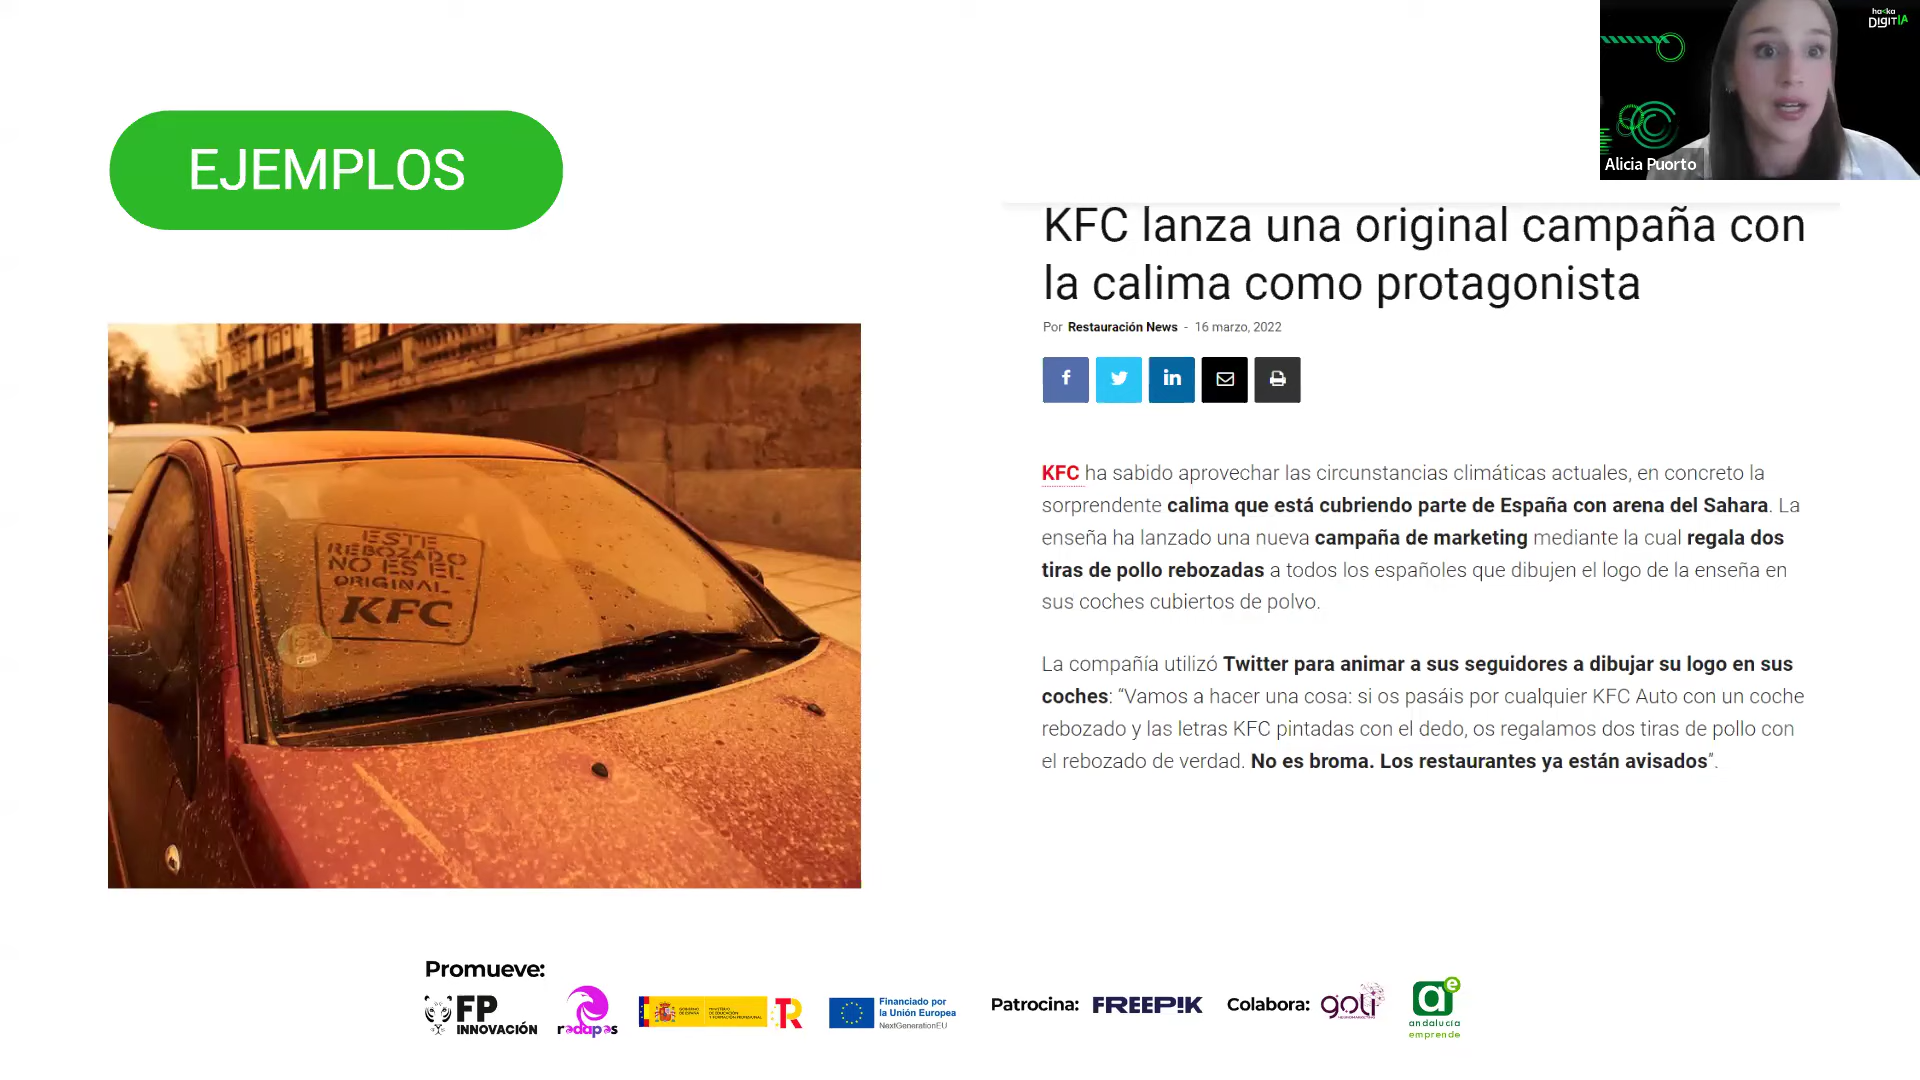 hackα
DIGITIA
Alicia Puorto
EJEMPLOS
KFC lanza una original campaña con
la calima como protagonista
Por Restauración News - 16 marzo, 2022
KFC ha sabido aprovechar las circunstancias climáticas actuales, en concreto la
sorprendente calima que está cubriendo parte de España con arena del Sahara. La
enseña ha lanzado una nueva campaña de marketing mediante la cual regala dos
tiras de pollo rebozadas a todos los españoles que dibujen el logo de la enseña en
sus coches cubiertos de polvo.
La compañía utilizó Twitter para animar a sus seguidores a dibujar su logo en sus
coches: “Vamos a hacer una cosa: si os pasáis por cualquier KFC Auto con un coche
rebozado y las letras KFC pintadas con el dedo, os regalamos dos tiras de pollo con
el rebozado de verdad. No es broma. Los restaurantes ya están avisados”.
ESTE
REBOZADO
NO ES EL
ORIGINAL
KFC
Promueve:
FP
INNOVACIÓN
radapas
TR
Financiado por
la Unión Europea
NextGenerationEU
Patrocina:
FREEPIK
Colabora:
goli
andalucía
emprende